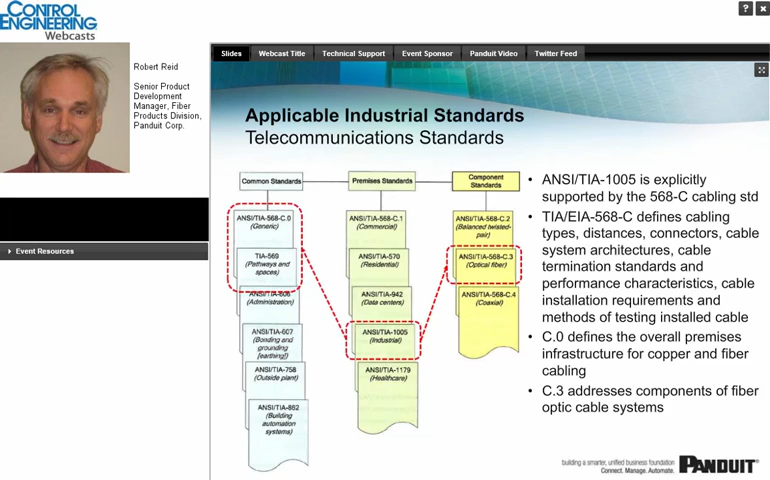 CONTROL
ENGINEERING
Webcasts
?
x
Robert Reid
Senior Product
Development
Manager, Fiber
Products Division,
Panduit Corp.
Event Resources
Slides
Webcast Title
Technical Support
Event Sponsor
Panduit Video
Twitter Feed
Applicable Industrial Standards
Telecommunications Standards
Common Standards
ANSI/TIA-568-C.0
(Generic)
TIA-569
(Pathways and
spaces)
ANSI/TIA-606
(Administration)
ANSI/TIA-607
(Bonding and
grounding
[earthing])
ANSI/TIA-758
(Outside plant)
ANSI/TIA-862
(Building
automation
systems)
Premises Standards
ANSI/TIA-568-C.1
(Commercial)
ANSI/TIA-570
(Residential)
ANSI/TIA-942
(Data centers)
ANSI/TIA-1005
(Industrial)
ANSI/TIA-1179
(Healthcare)
Component
Standards
ANSI/TIA-568-C.2
(Balanced twisted-
pair)
ANSI/TIA-568-C.3
(Optical fiber)
ANSI/TIA-568-C.4
(Coaxial)
• ANSI/TIA-1005 is explicitly
supported by the 568-C cabling std
• TIA/EIA-568-C defines cabling
types, distances, connectors, cable
system architectures, cable
termination standards and
performance characteristics, cable
installation requirements and
methods of testing installed cable
• C.0 defines the overall premises
infrastructure for copper and fiber
cabling
• C.3 addresses components of fiber
optic cable systems
building a smarter, unified business foundation
Connect. Manage. Automate.
PANDUIT